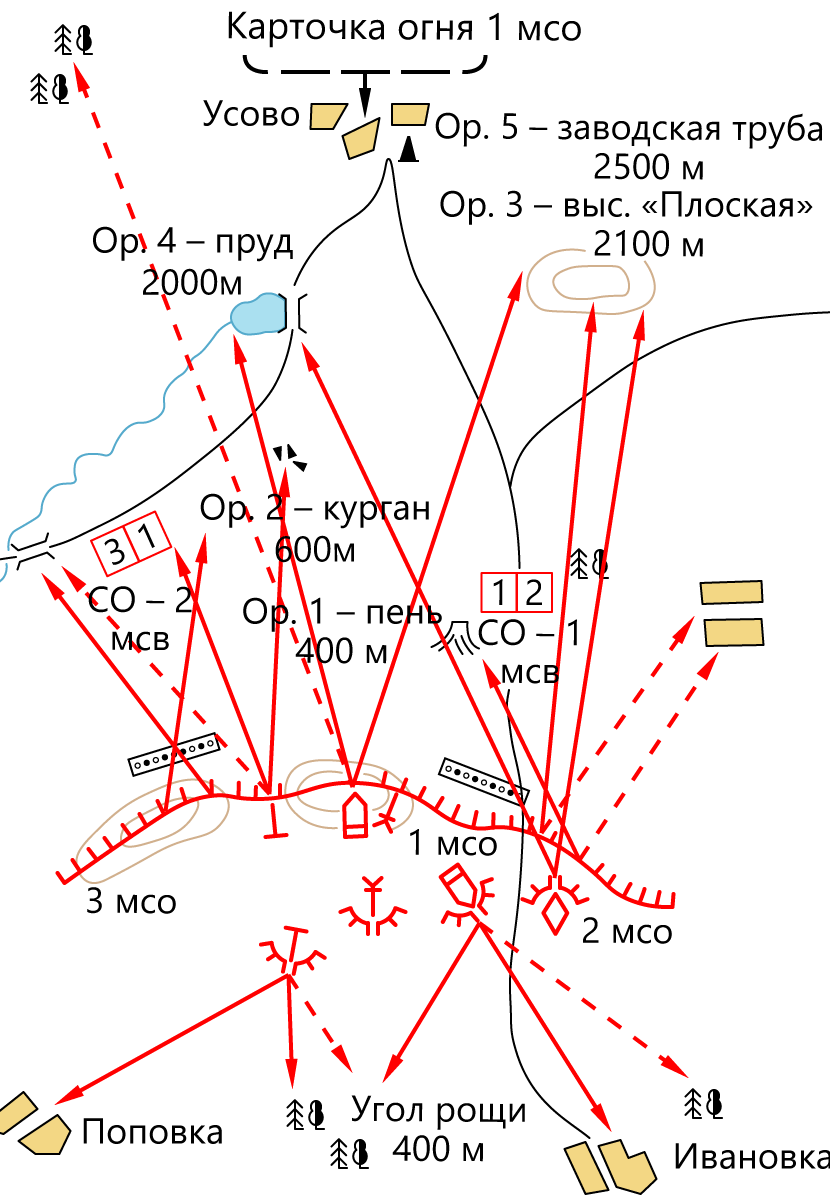 Карточка огня 1 мсо
Усово
Ор. 5 – заводская труба
2500 м
Ор. 3 – выс. «Плоская»
2100 м
Ор. 4 – пруд
2000м
Ор. 2 – курган
600м
3 1
СО – 2
мсв
Ор. 1 – пень
400 м
1 2
СО – 1
мсв
1 мсо
3 мсо
2 мсо
Угол рощи
400 м
Поповка
Ивановка